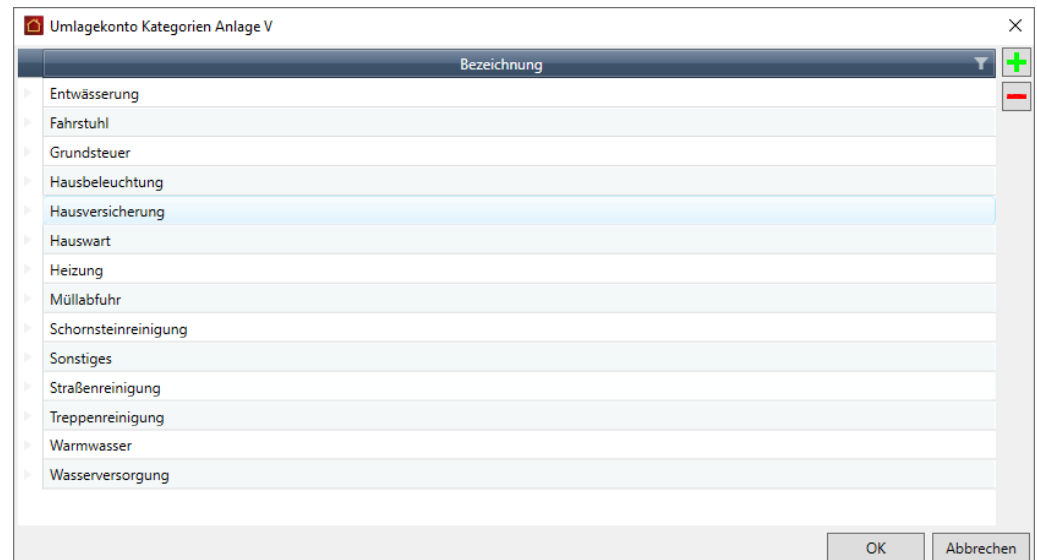 Umlagekonto Kategorien Anlage V
Bezeichnung
Entwässerung
Fahrstuhl
Grundsteuer
Hausbeleuchtung
Hausversicherung
Hauswart
Heizung
Müllabfuhr
Schornsteinreinigung
Sonstiges
Straßenreinigung
Treppenreinigung
Warmwasser
Wasserversorgung
OK Abbrechen